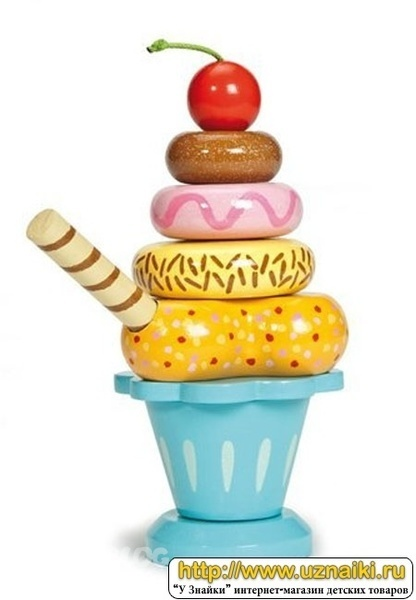 http://www.uznaiki.ru
“У Знайки” интернет-магазин детских товаров